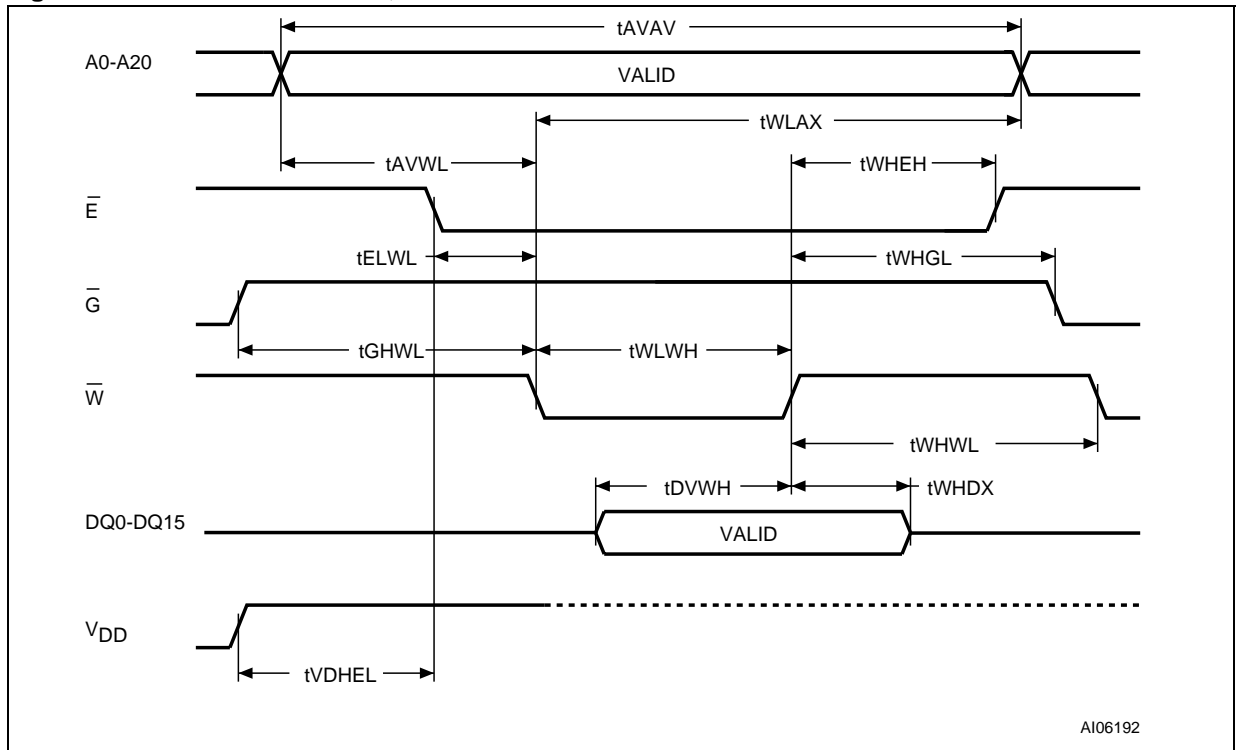 tAVAV
A0-A20
VALID
tWLAX
tAVWL
tWHEH
E̅
tELWL
tWHGL
G̅
tGHWL
tWLWH
W̅
tWHWL
tDVWH
tWHDX
DQ0-DQ15
VALID
VDD
tVDHEL
AI06192